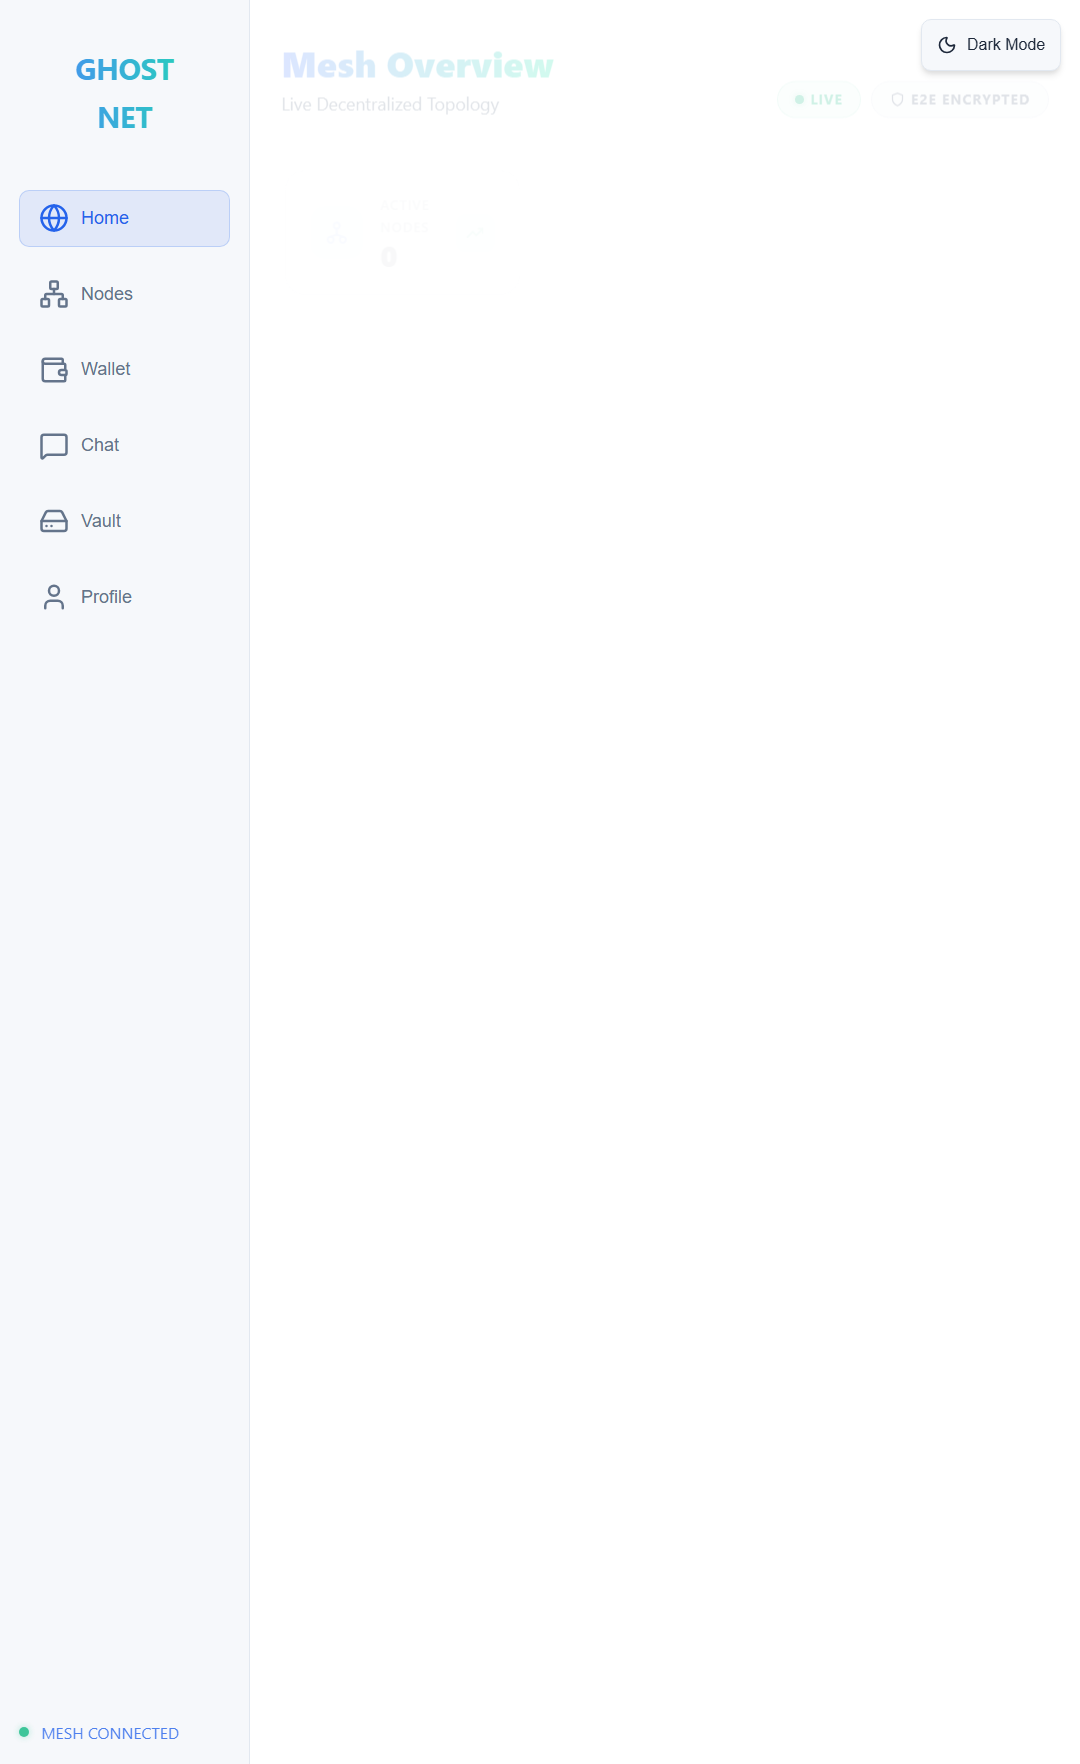 GHOST
NET
Home
Nodes
Wallet
Chat
Vault
Profile
MESH CONNECTED
Dark Mode
Mesh Overview
Live Decentralized Topology
LIVE
E2E ENCRYPTED
ACTIVE
NODES
0